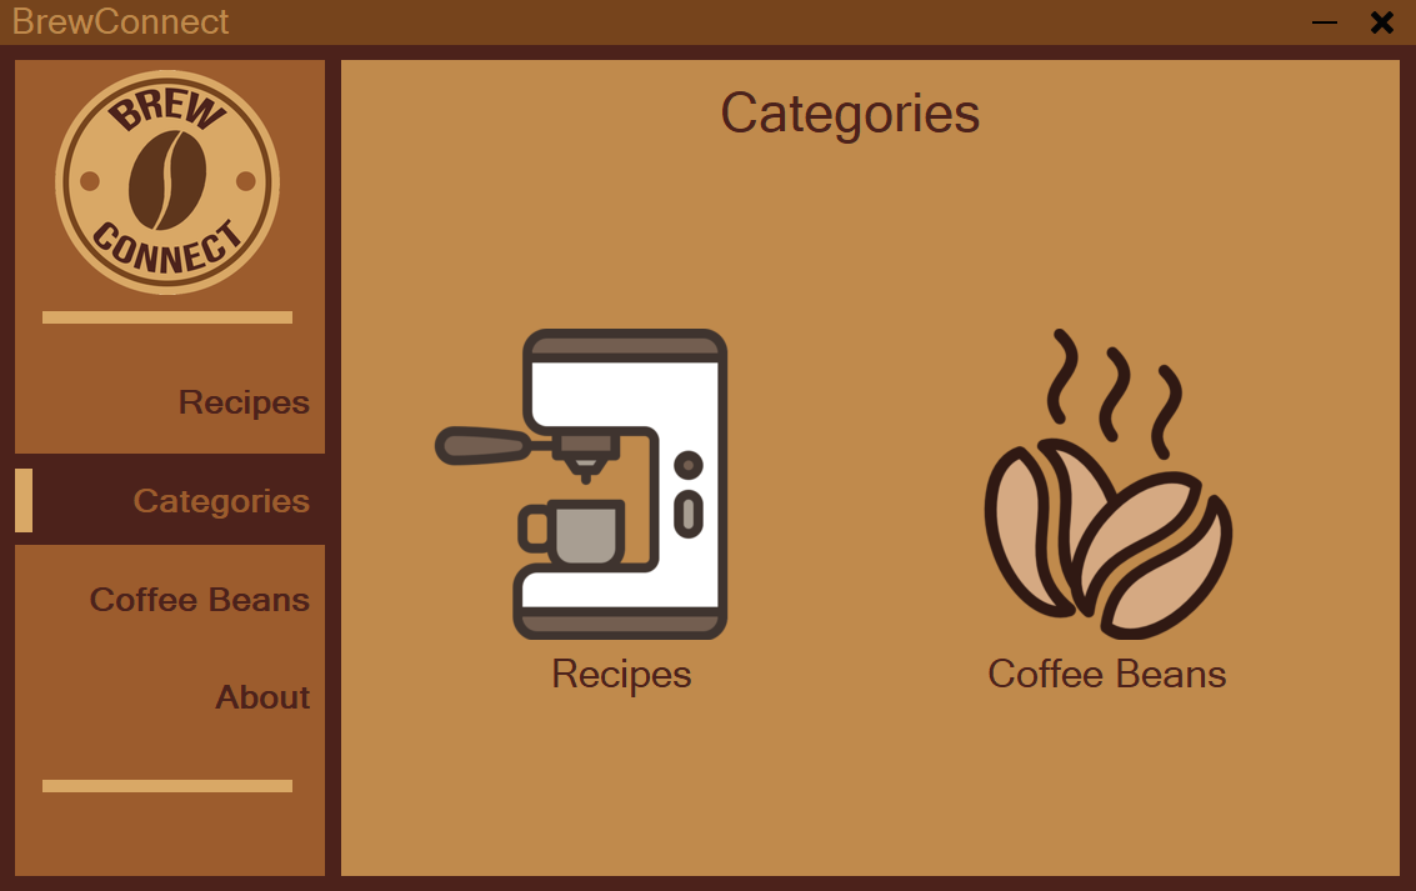 BrewConnect
BREW
CONNECT
Recipes
Categories
Coffee Beans
About
Categories
Recipes
Coffee Beans